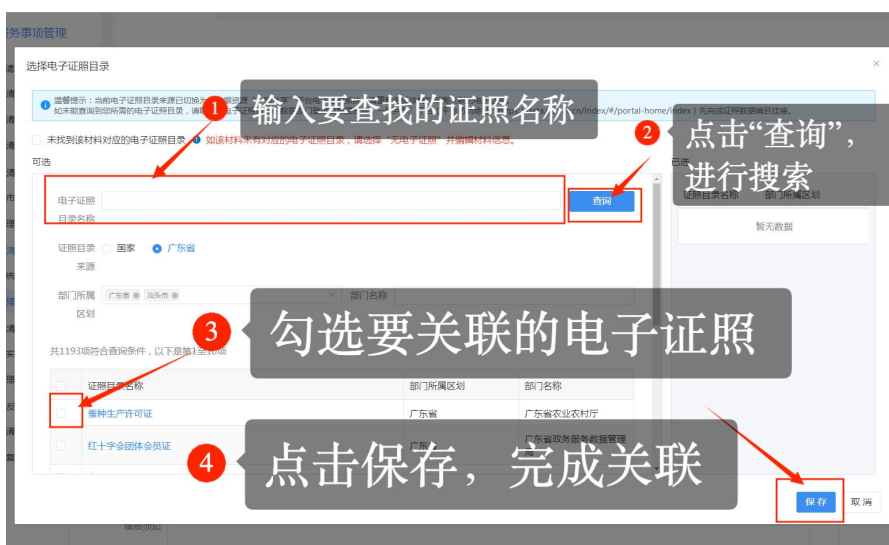 务事项管理
选择电子证照目录
×
温馨提示：当前电子证照目录来源已切换为
如未能查询到您所需的电子证照目录，请
cn/index/#/portal-home/index）先完成证照数据编目挂接。
1 输入要查找的证照名称
未找到该材料对应的电子证照目录 如该材料未有对应的电子证照目录，请选择“无电子证照”并编辑材料信息。
2 点击“查询”，
进行搜索
可选
已选
电子证照
目录名称
查询
证照目录名称 部门所属区划
暂无数据
证照目录
来源
国家 广东省
部门所属
区划
广东省 汕头市
部门名称
3 勾选要关联的电子证照
共1193项符合查询条件，以下是第1至10项
证照目录名称 部门所属区划 部门名称
蚕种生产许可证 广东省 广东省农业农村厅
红十字会团体会员证 广东省 广东省政务服务数据管理
4 点击保存，完成关联
保存 取消
填报须知